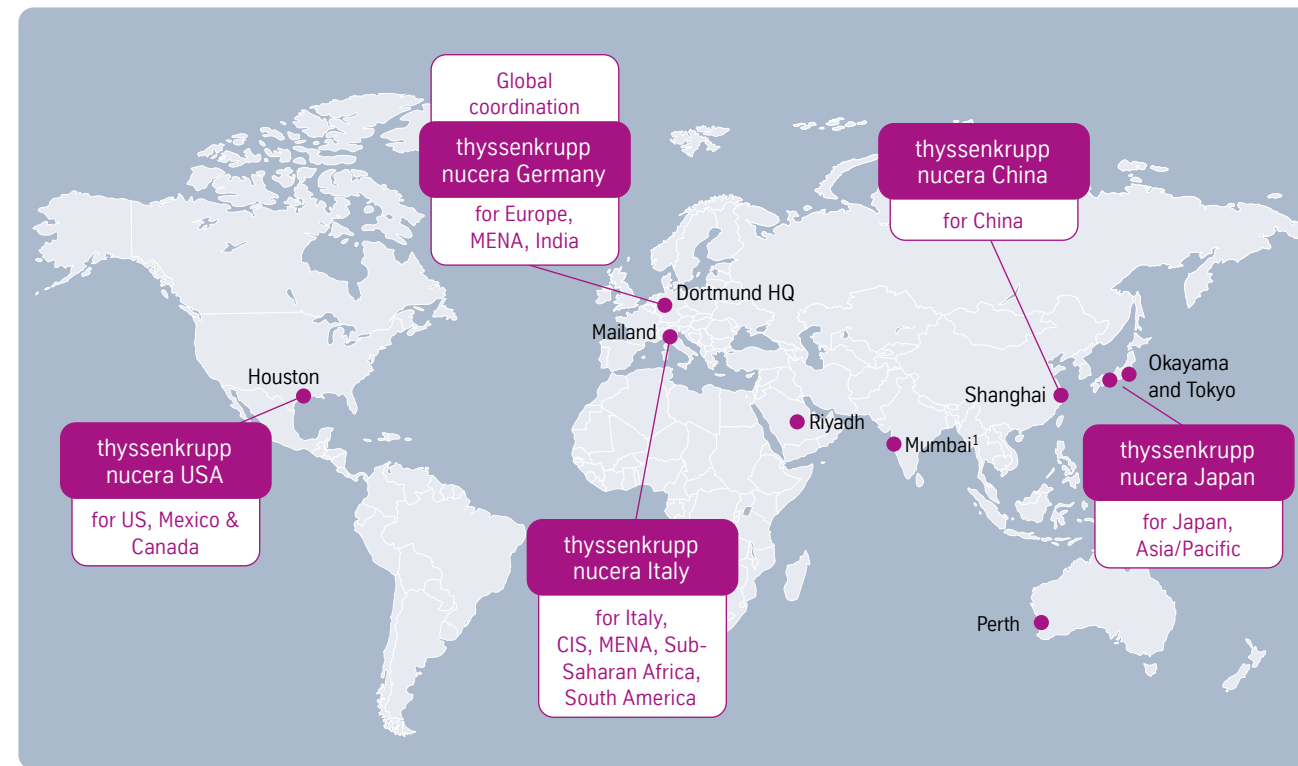 Global
coordination
thyssenkrupp
nucera Germany
for Europe,
MENA, India
thyssenkrupp
nucera China
for China
Dortmund HQ
Mailand
Houston
Shanghai
Okayama
and Tokyo
Riyadh
Mumbai¹
thyssenkrupp
nucera USA
for US, Mexico &
Canada
thyssenkrupp
nucera Japan
for Japan,
Asia/Pacific
thyssenkrupp
nucera Italy
for Italy,
CIS, MENA, Sub-
Saharan Africa,
South America
Perth